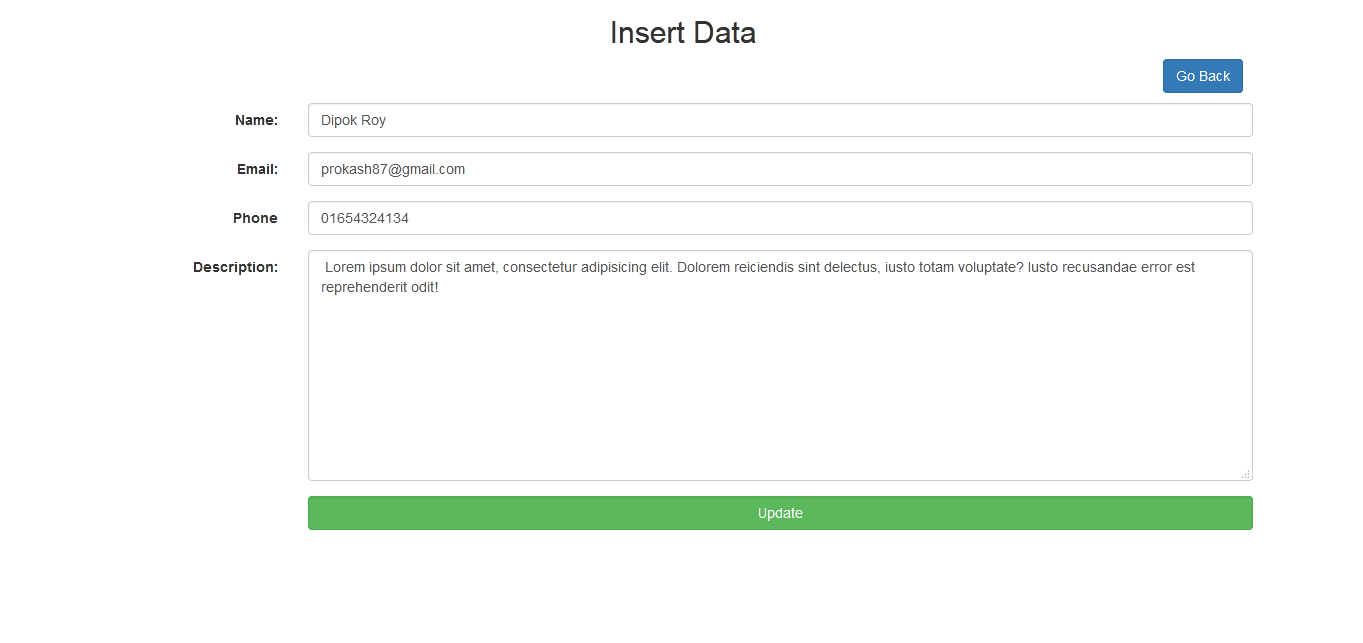 Insert Data
Go Back
Name:
Dipok Roy
Email:
prokash87@gmail.com
Phone
01654324134
Description:
Lorem ipsum dolor sit amet, consectetur adipisicing elit. Dolorem reiciendis sint delectus, iusto totam voluptate? Iusto recusandae error est
reprehenderit odit!
Update